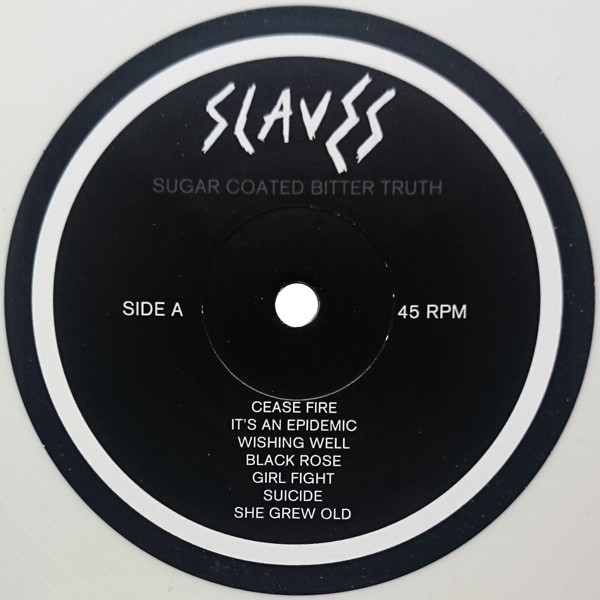 SLAVES
SUGAR COATED BITTER TRUTH
SIDE A
45 RPM
CEASE FIRE
IT'S AN EPIDEMIC
WISHING WELL
BLACK ROSE
GIRL FIGHT
SUICIDE
SHE GREW OLD